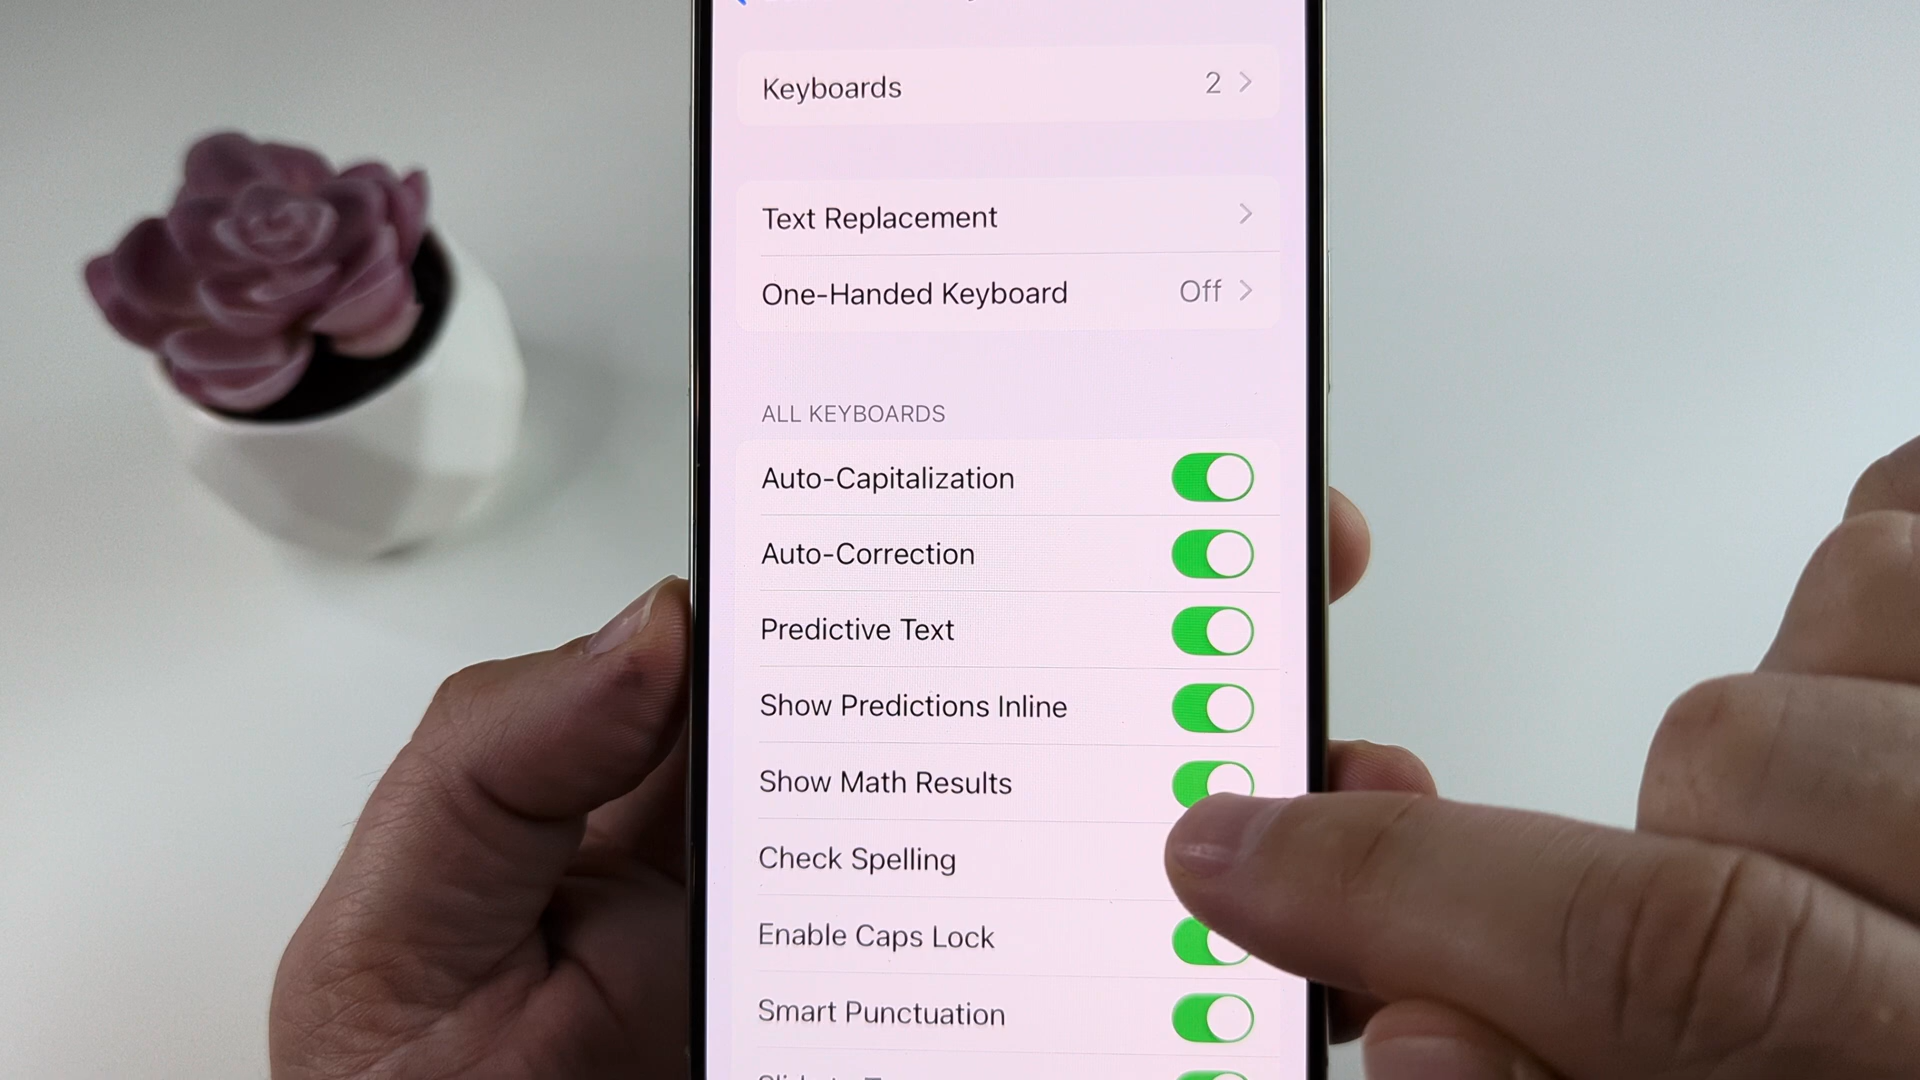 Keyboards 2
Text Replacement
One-Handed Keyboard Off
ALL KEYBOARDS
Auto-Capitalization
Auto-Correction
Predictive Text
Show Predictions Inline
Show Math Results
Check Spelling
Enable Caps Lock
Smart Punctuation